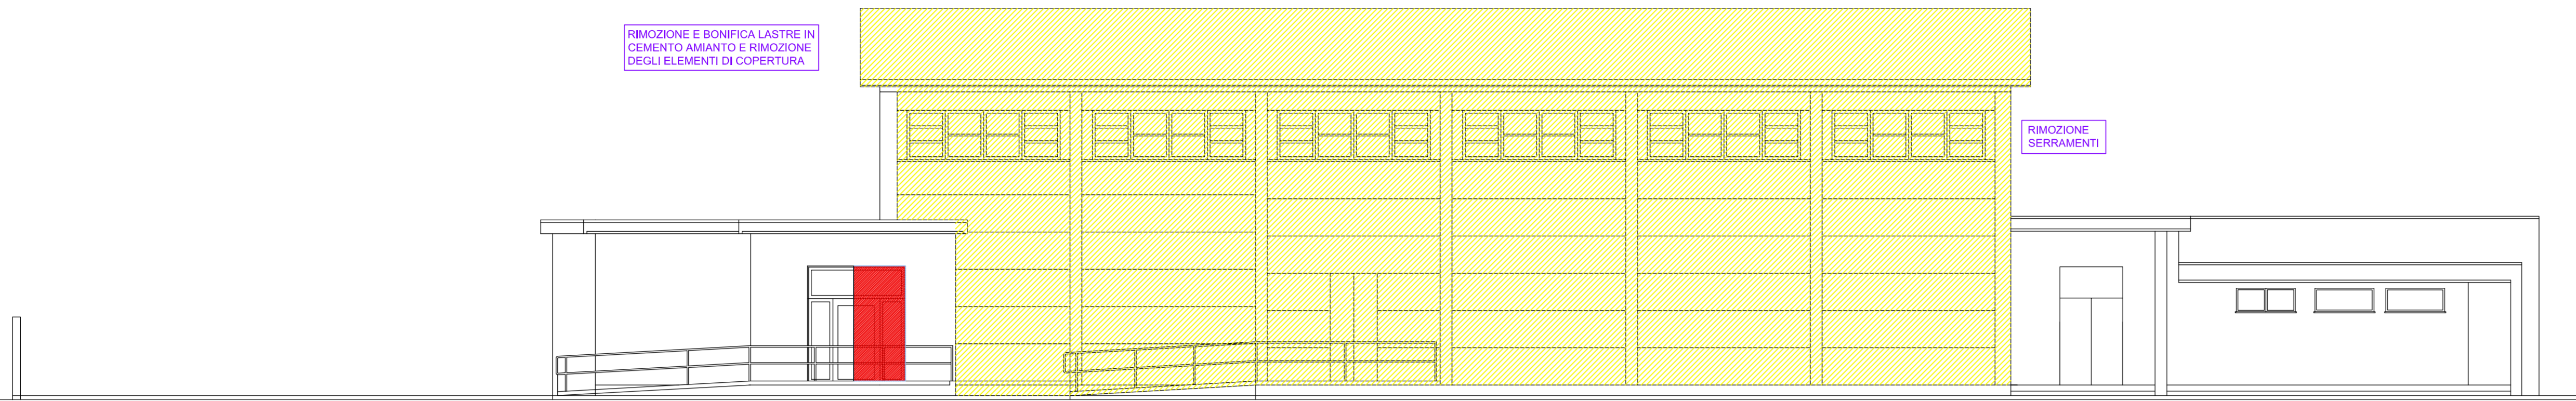 RIMOZIONE E BONIFICA LASTRE IN
CEMENTO AMIANTO E RIMOZIONE
DEGLI ELEMENTI DI COPERTURA
RIMOZIONE
SERRAMENTI